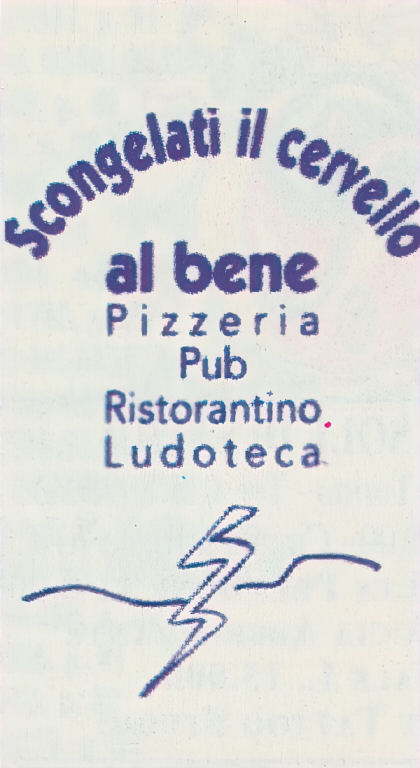 Scongelati il cervello
al bene
Pizzeria
Pub
Ristorantino
Ludoteca